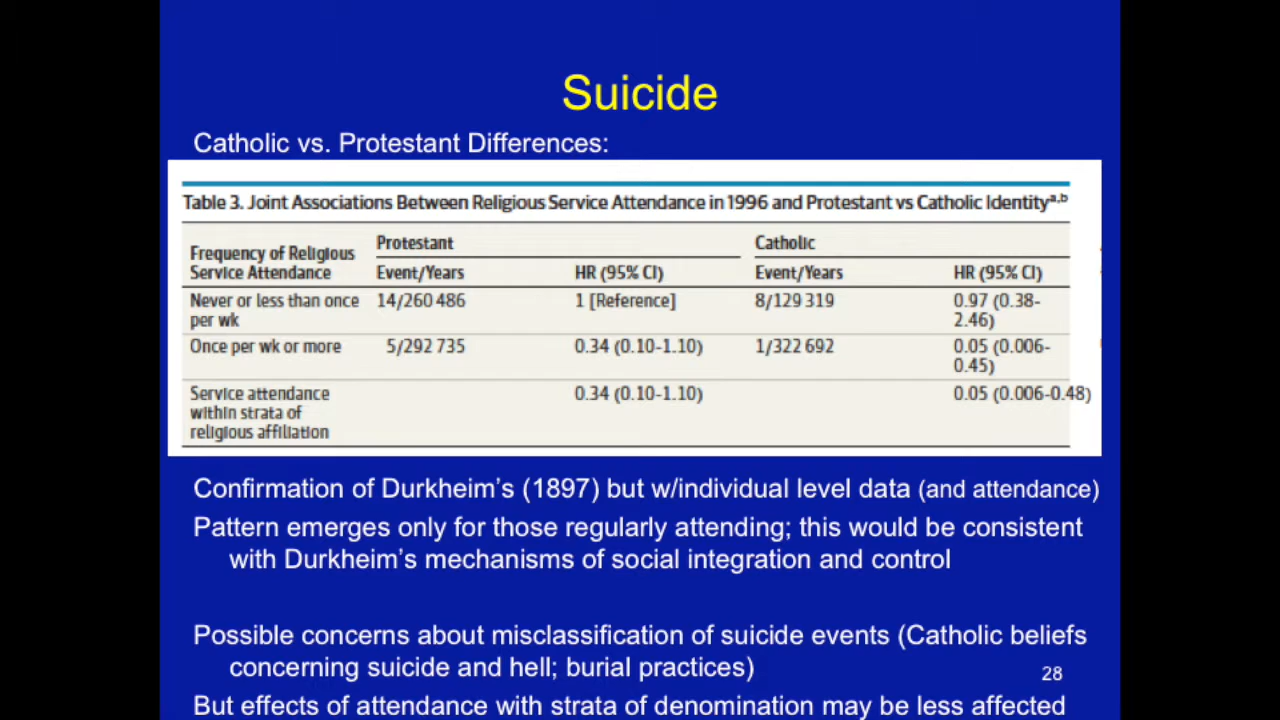 Suicide
Catholic vs. Protestant Differences:
Table 3. Joint Associations Between Religious Service Attendance in 1996 and Protestant vs Catholic Identityᵃ,ᵇ
Protestant Catholic
Frequency of Religious
Service Attendance Event/Years HR (95% CI) Event/Years HR (95% CI)
Never or less than once 14/260 486 1 [Reference] 8/129 319 0.97 (0.38-
per wk 2.46)
Once per wk or more 5/292 735 0.34 (0.10-1.10) 1/322 692 0.05 (0.006-
0.45)
Service attendance 0.34 (0.10-1.10) 0.05 (0.006-0.48)
within strata of
religious affiliation
Confirmation of Durkheim's (1897) but w/individual level data (and attendance)
Pattern emerges only for those regularly attending; this would be consistent
with Durkheim's mechanisms of social integration and control
Possible concerns about misclassification of suicide events (Catholic beliefs
concerning suicide and hell; burial practices)
28
But effects of attendance with strata of denomination may be less affected